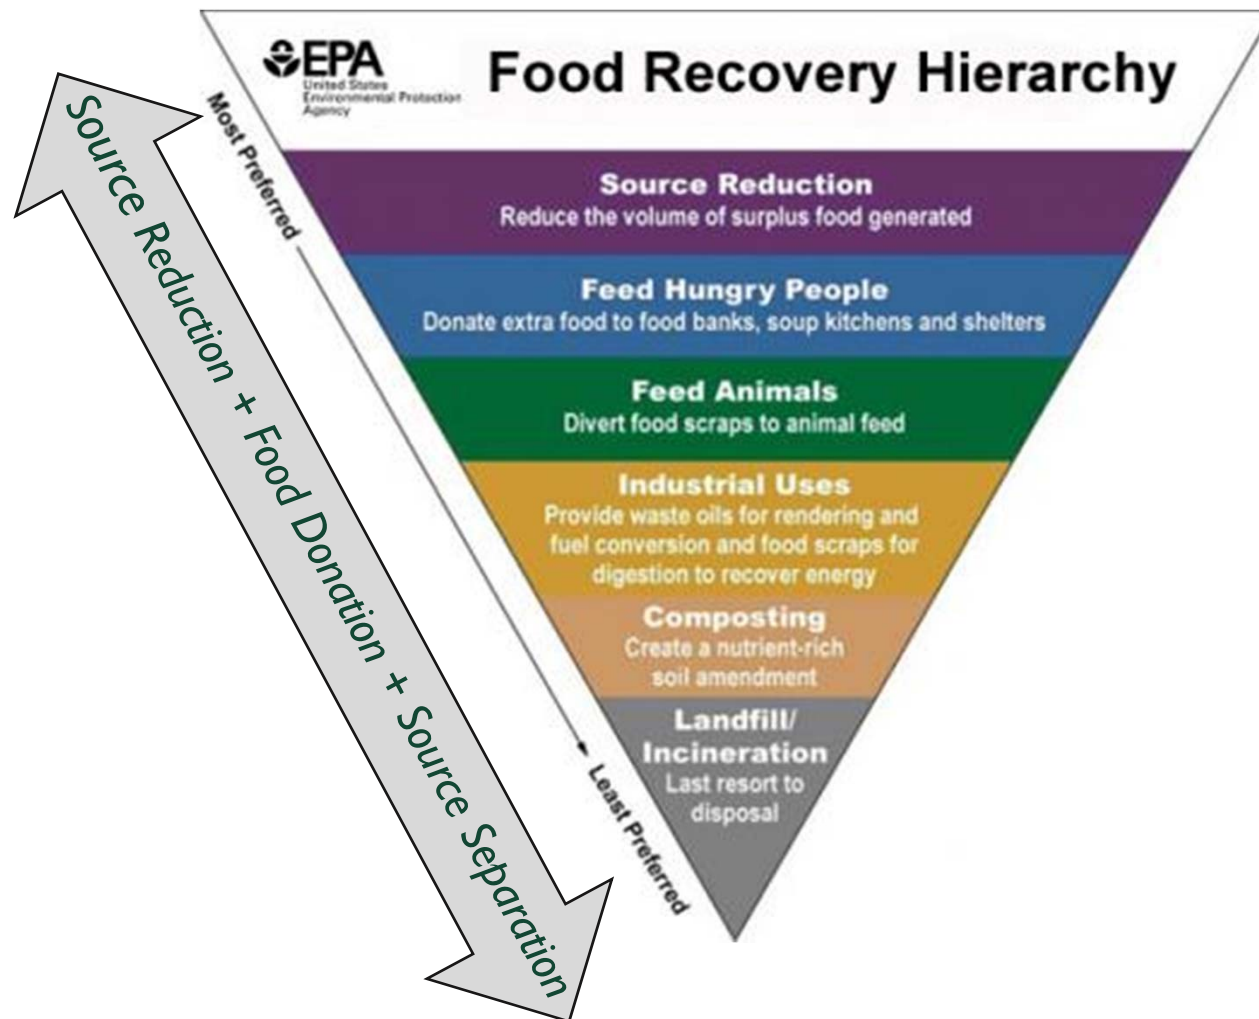 EPA
United States
Environmental Protection
Agency
Food Recovery Hierarchy
Most Preferred
Source Reduction
Reduce the volume of surplus food generated
Feed Hungry People
Donate extra food to food banks, soup kitchens and shelters
Feed Animals
Divert food scraps to animal feed
Industrial Uses
Provide waste oils for rendering and
fuel conversion and food scraps for
digestion to recover energy
Composting
Create a nutrient-rich
soil amendment
Landfill/
Incineration
Last resort to
disposal
Least Preferred
Source Reduction + Food Donation + Source Separation